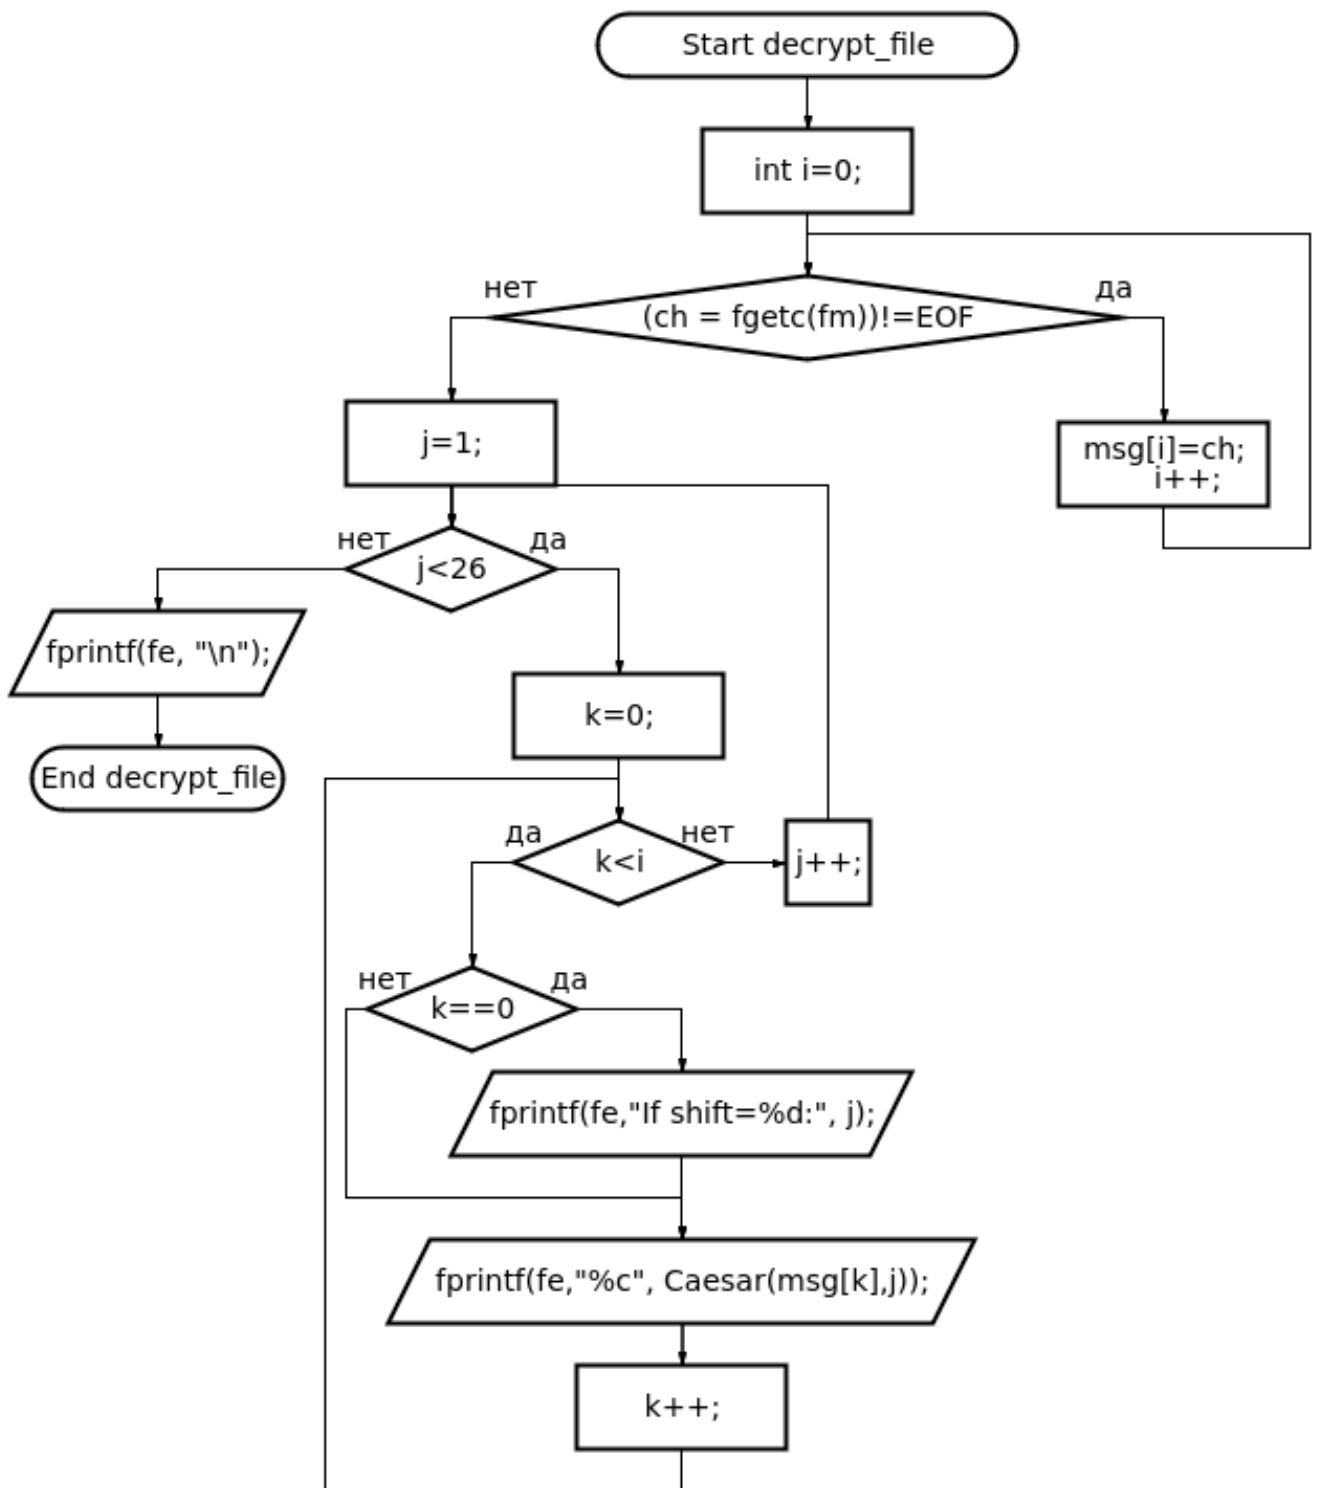 Start decrypt_file
int i=0;
нет
да
(ch = fgetc(fm))!=EOF
j=1;
msg[i]=ch;
i++;
нет
да
j<26
fprintf(fe, "\n");
k=0;
End decrypt_file
да
нет
k<i
j++;
нет
да
k==0
fprintf(fe,"If shift=%d:", j);
fprintf(fe,"%c", Caesar(msg[k],j));
k++;